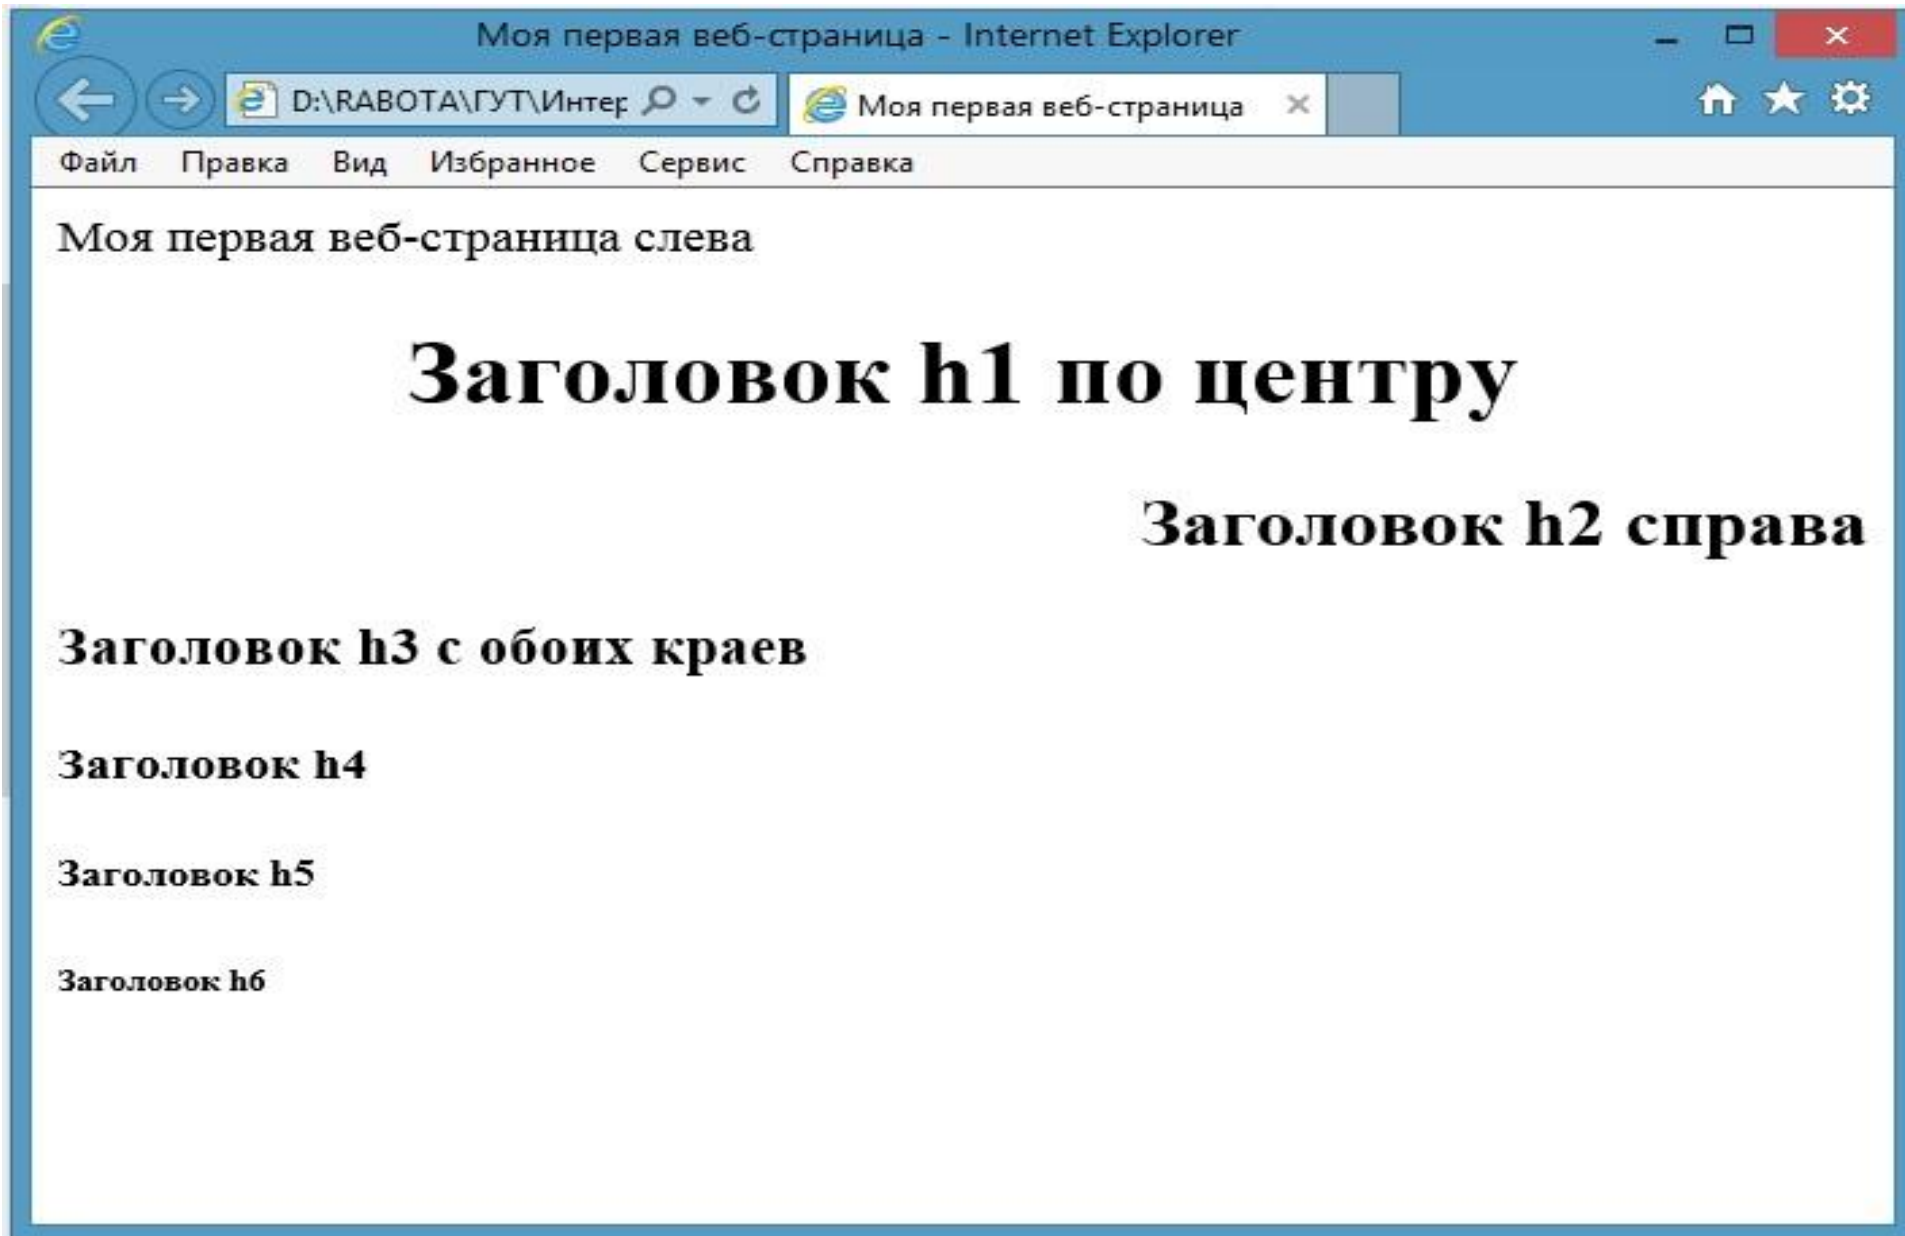 Моя первая веб-страница - Internet Explorer
D:\RABOTA\ГУТ\Интер
Моя первая веб-страница
Файл Правка Вид Избранное Сервис Справка
Моя первая веб-страница слева
Заголовок h1 по центру
Заголовок h2 справа
Заголовок h3 с обоих краев
Заголовок h4
Заголовок h5
Заголовок h6